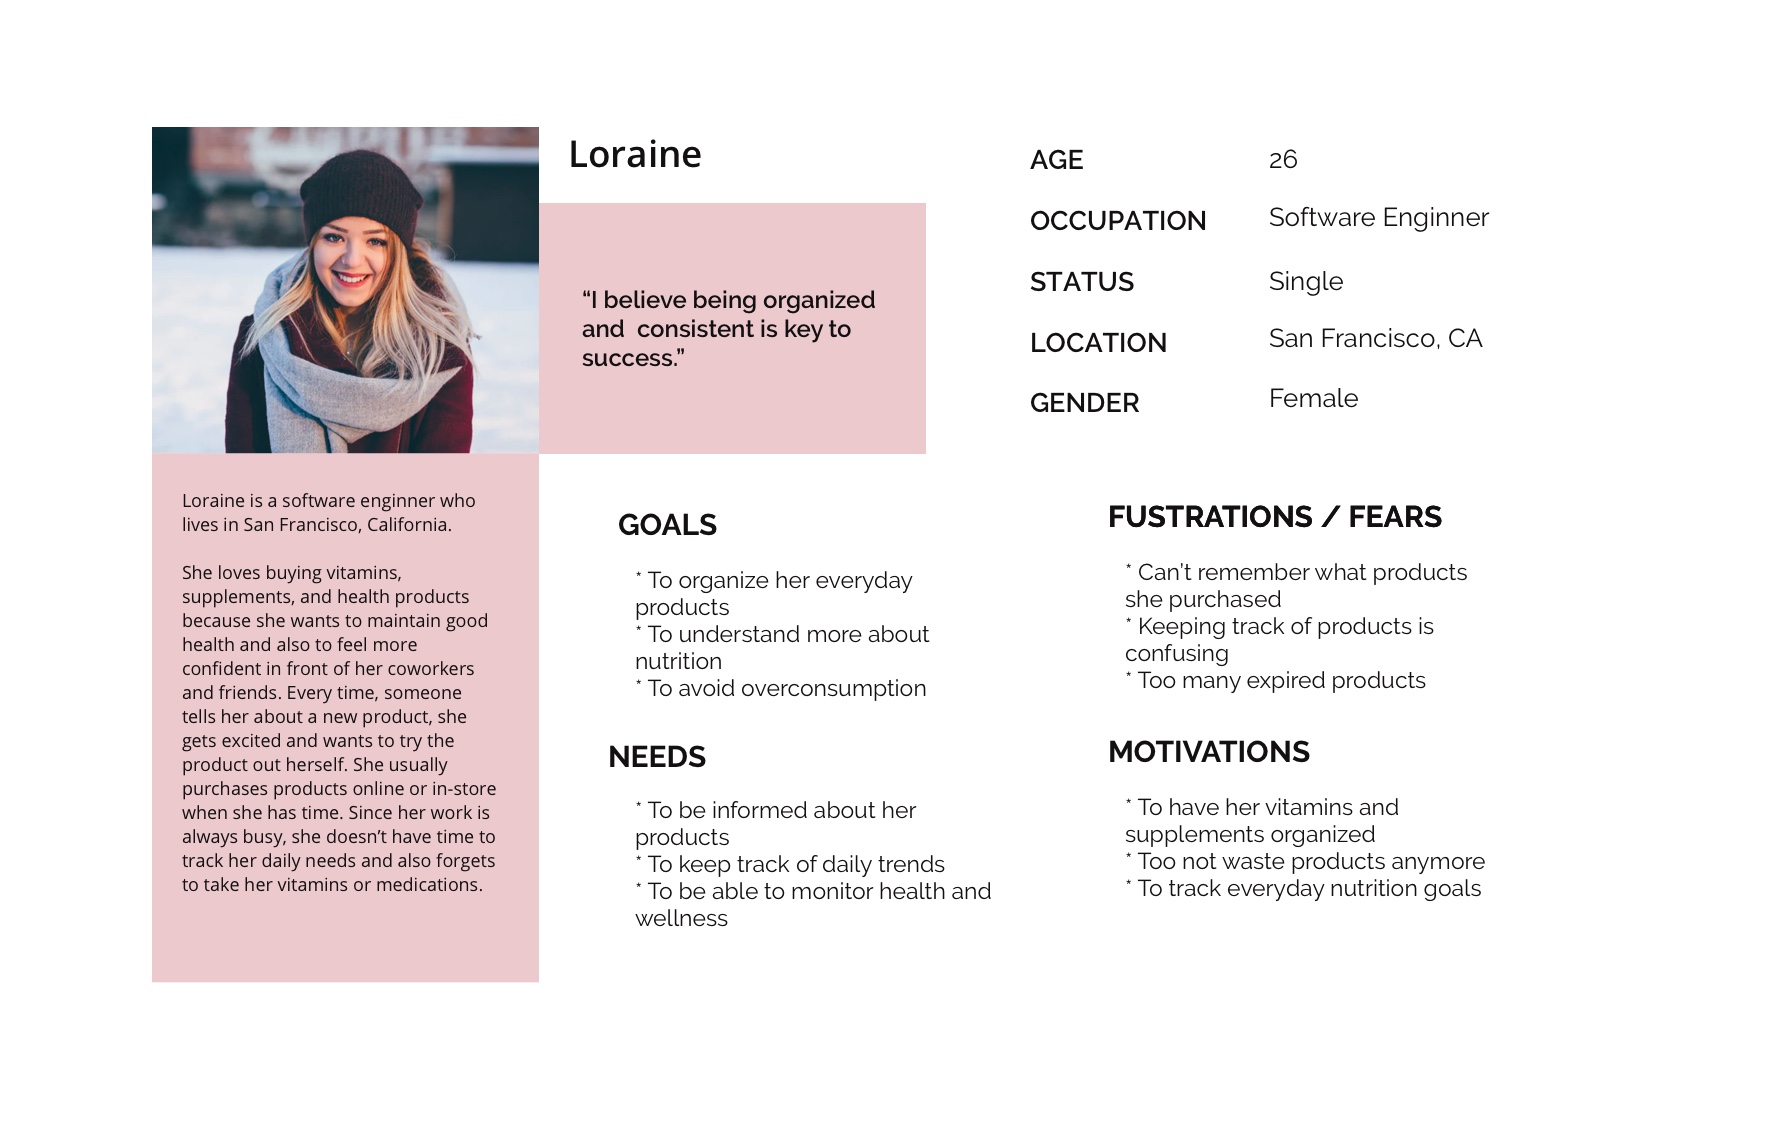 Loraine
“I believe being organized
and  consistent is key to
success.”
AGE 26
OCCUPATION Software Enginner
STATUS Single
LOCATION San Francisco, CA
GENDER Female
Loraine is a software enginner who
lives in San Francisco, California.
She loves buying vitamins,
supplements, and health products
because she wants to maintain good
health and also to feel more
confident in front of her coworkers
and friends. Every time, someone
tells her about a new product, she
gets excited and wants to try the
product out herself. She usually
purchases products online or in-store
when she has time. Since her work is
always busy, she doesn’t have time to
track her daily needs and also forgets
to take her vitamins or medications.
GOALS
* To organize her everyday
products
* To understand more about
nutrition
* To avoid overconsumption
NEEDS
* To be informed about her
products
* To keep track of daily trends
* To be able to monitor health and
wellness
FUSTRATIONS / FEARS
* Can’t remember what products
she purchased
* Keeping track of products is
confusing
* Too many expired products
MOTIVATIONS
* To have her vitamins and
supplements organized
* Too not waste products anymore
* To track everyday nutrition goals